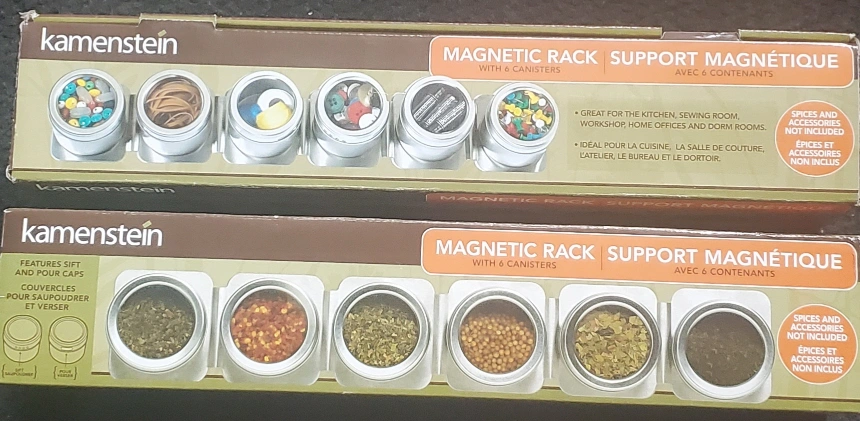 kamenstein
MAGNETIC RACK | SUPPORT MAGNÉTIQUE
WITH 6 CANISTERS AVEC 6 CONTENANTS
• GREAT FOR THE KITCHEN, SEWING ROOM,
WORKSHOP, HOME OFFICES AND DORM ROOMS.
• IDÉAL POUR LA CUISINE, LA SALLE DE COUTURE,
L'ATELIER, LE BUREAU ET LE DORTOIR.
SPICES AND
ACCESSORIES
NOT INCLUDED
ÉPICES ET
ACCESSOIRES
NON INCLUS
kamenstein
MAGNETIC RACK SUPPORT MAGNÉTIQUE
kamenstein
FEATURES SIFT
AND POUR CAPS
COUVERCLES
POUR SAUPOUDRER
ET VERSER
MAGNETIC RACK | SUPPORT MAGNÉTIQUE
WITH 6 CANISTERS AVEC 6 CONTENANTS
SPICES AND
ACCESSORIES
NOT INCLUDED
ÉPICES ET
ACCESSOIRES
NON INCLUS